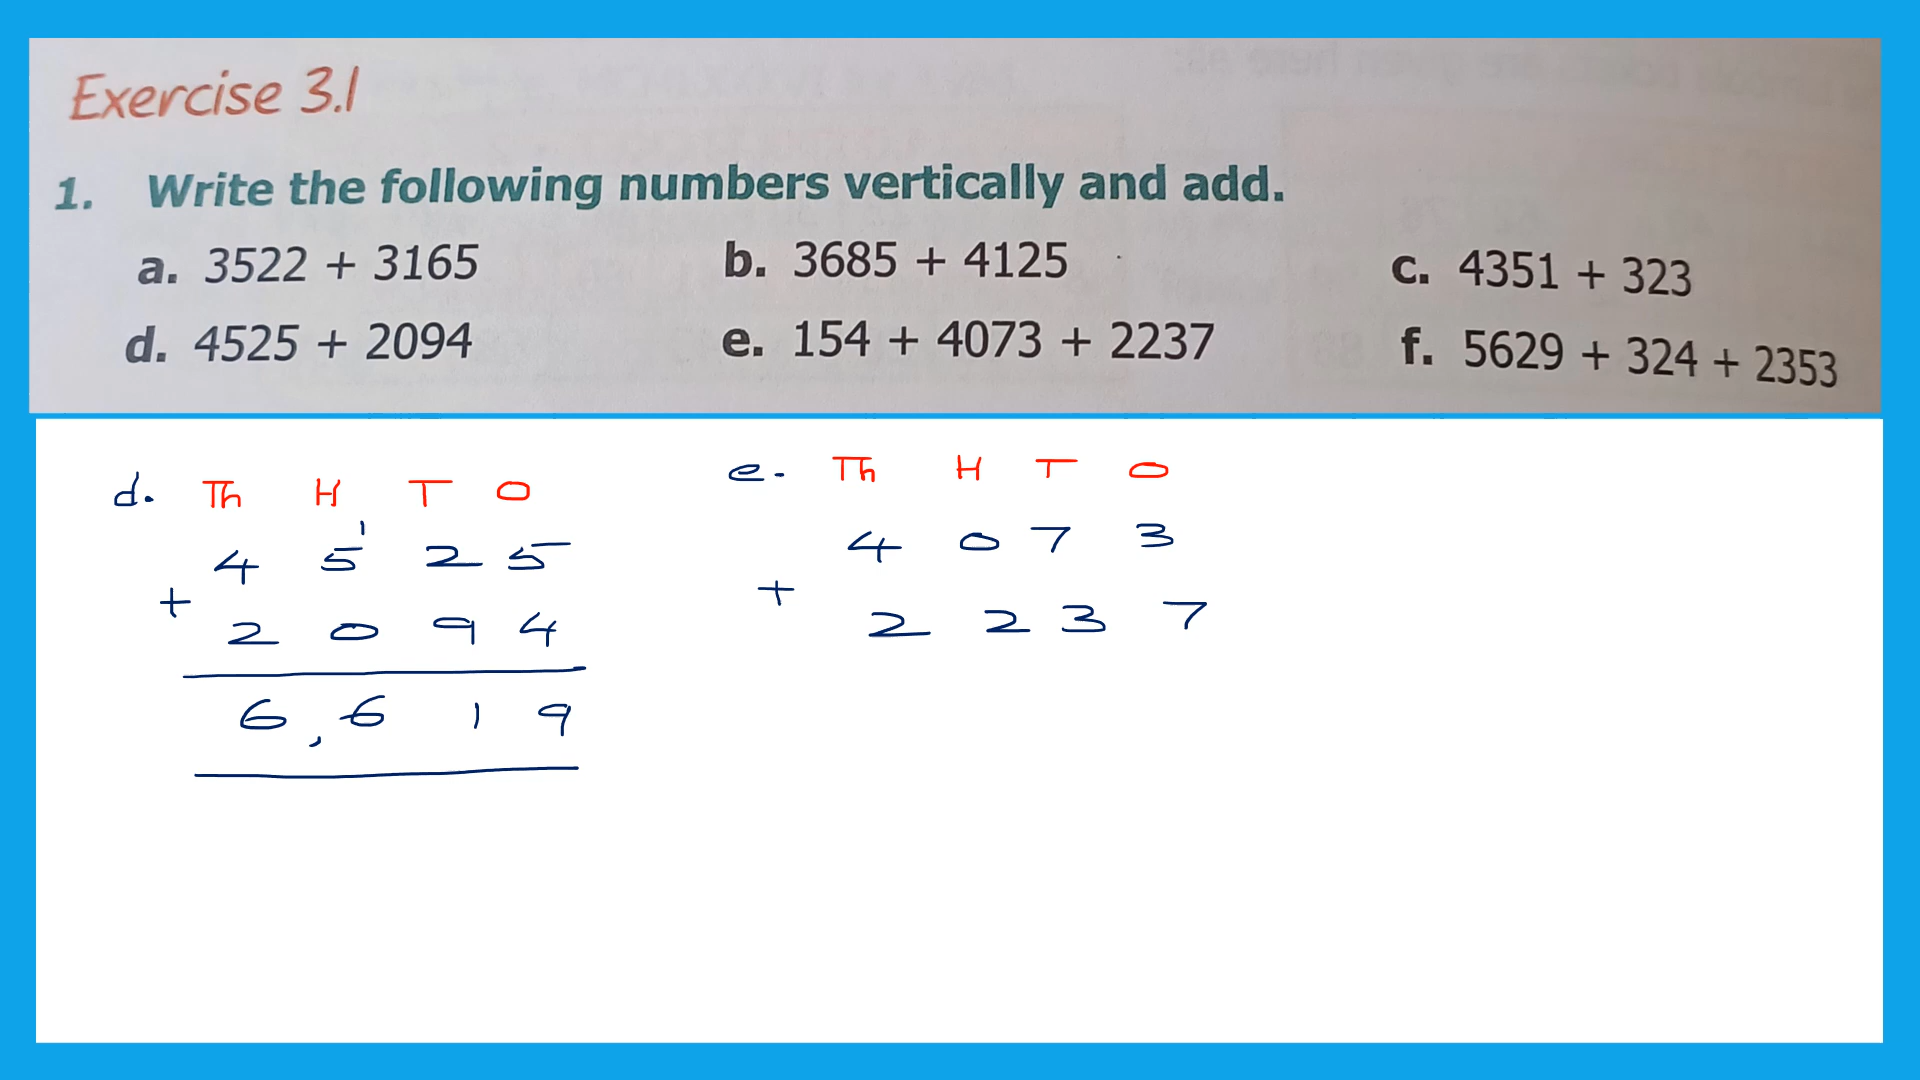 Exercise 3.1
1. Write the following numbers vertically and add.
a. 3522 + 3165 b. 3685 + 4125 c. 4351 + 323
d. 4525 + 2094 e. 154 + 4073 + 2237 f. 5629 + 324 + 2353
d. Th H T O
1
4 5 2 5
+
2 0 9 4
6,6 1 9
e. Th H T O
4 0 7 3
+
2 2 3 7